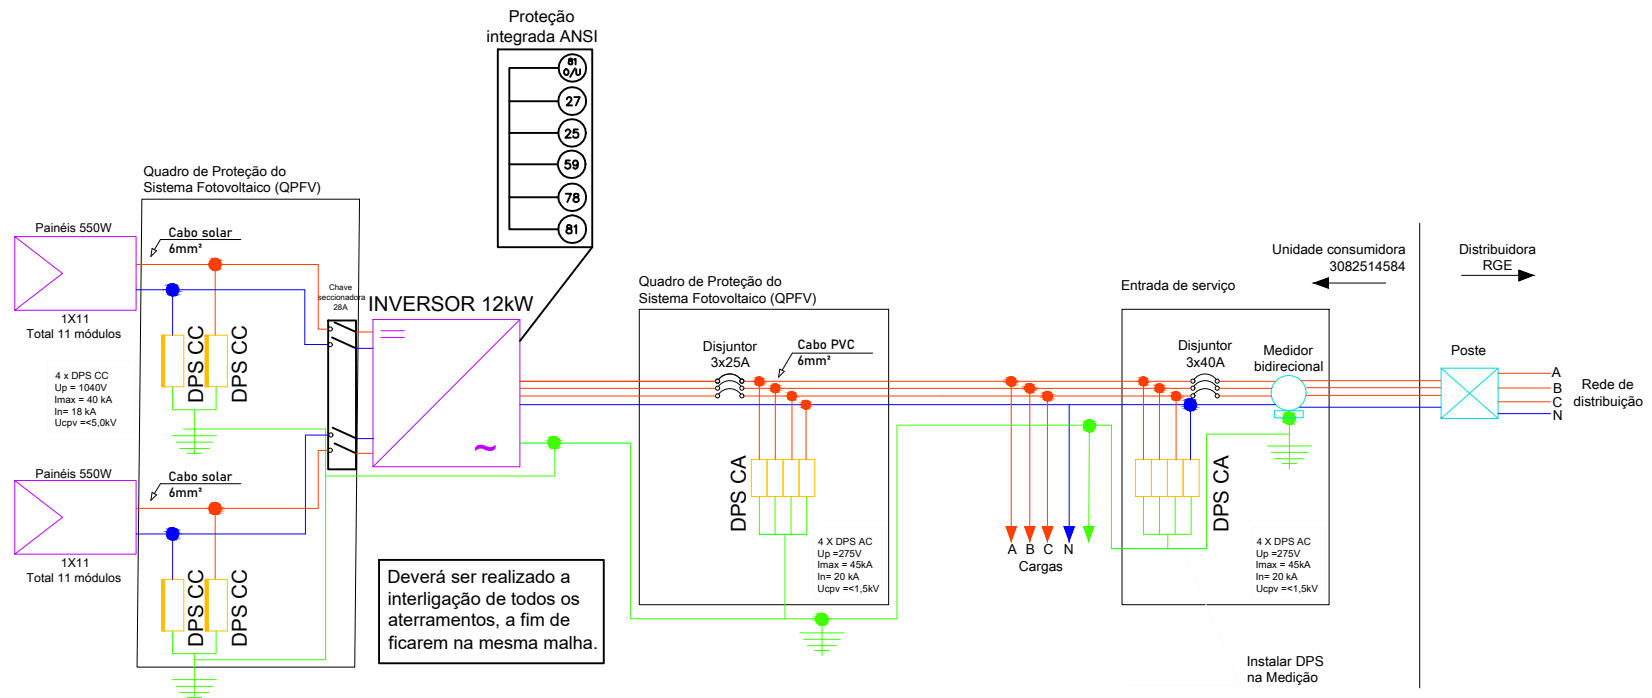 Proteção
integrada ANSI
81
O/U
27
25
59
78
81
Quadro de Proteção do
Sistema Fotovoltaico (QPFV)
Painéis 550W
Cabo solar
6mm²
1X11
Total 11 módulos
DPS CC
DPS CC
4 x DPS CC
Up = 1040V
Imax = 40 kA
In= 18 kA
Ucpv =<5,0kV
Chave
seccionadora
28A
INVERSOR 12kW
~
Painéis 550W
Cabo solar
6mm²
1X11
Total 11 módulos
DPS CC
DPS CC
Deverá ser realizado a
interligação de todos os
aterramentos, a fim de
ficarem na mesma malha.
Quadro de Proteção do
Sistema Fotovoltaico (QPFV)
Disjuntor
3x25A
Cabo PVC
6mm²
DPS CA
4 X DPS AC
Up =275V
Imax = 45kA
In= 20 kA
Ucpv =<1,5kV
A B C N
Cargas
Entrada de serviço
Disjuntor
3x40A
Medidor
bidirecional
DPS CA
4 X DPS AC
Up =275V
Imax = 45kA
In= 20 kA
Ucpv =<1,5kV
Instalar DPS
na Medição
Unidade consumidora
3082514584
Distribuidora
RGE
Poste
A
B
C
N
Rede de
distribuição